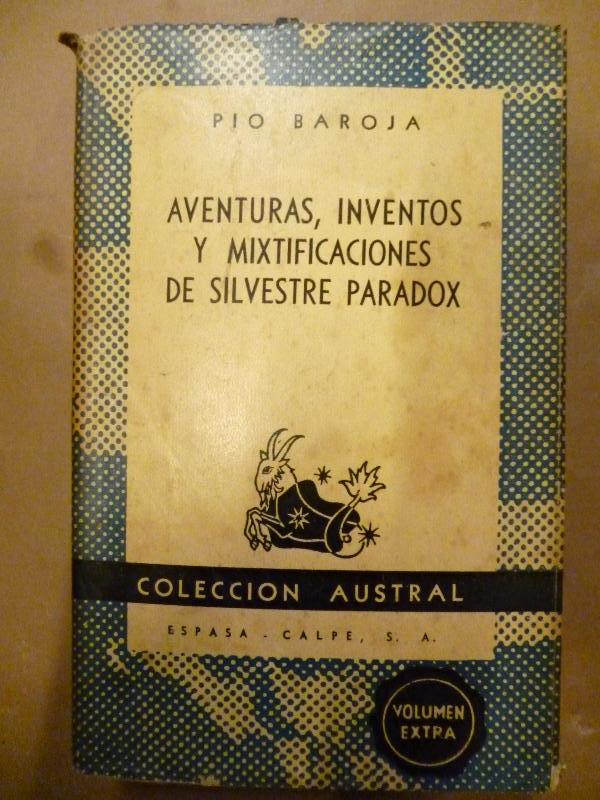 PIO BAROJA
AVENTURAS, INVENTOS
Y MIXTIFICACIONES
DE SILVESTRE PARADOX
COLECCION AUSTRAL
ESPASA - CALPE, S. A.
VOLUMEN
EXTRA